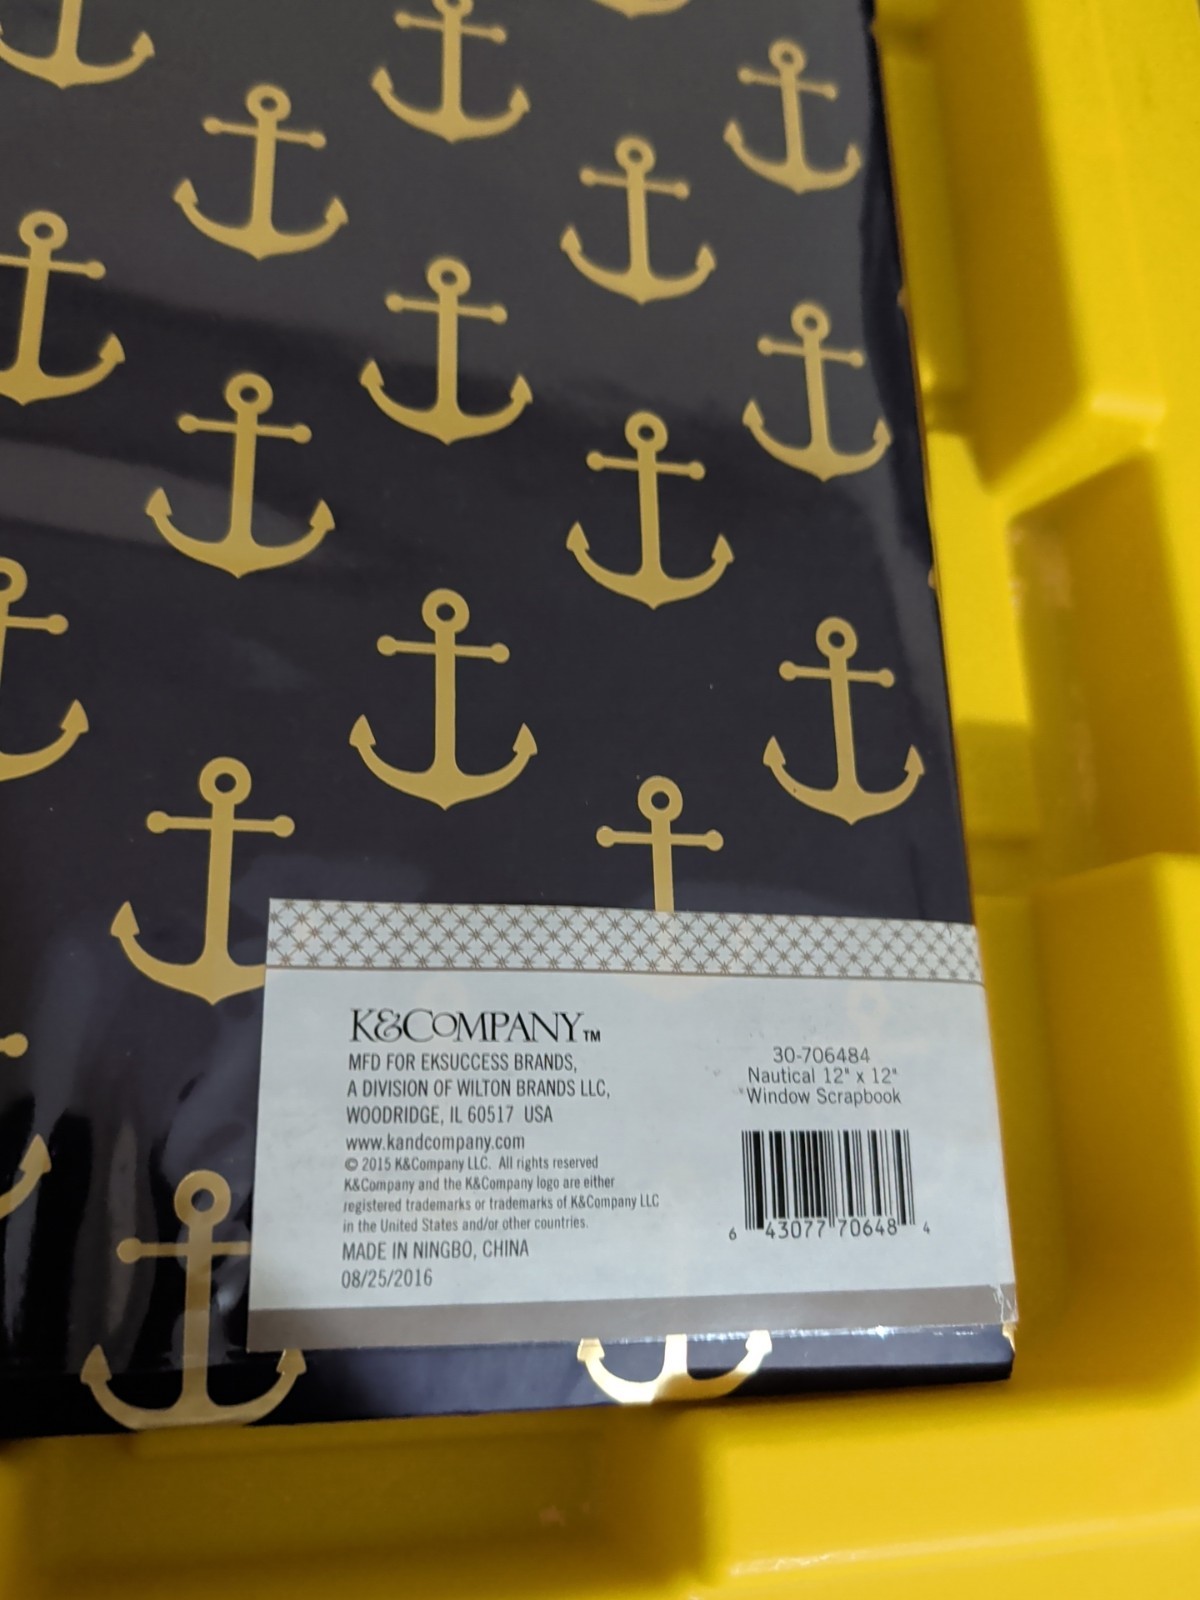 K&COMPANY™
MFD FOR EKSUCCESS BRANDS,
A DIVISION OF WILTON BRANDS LLC,
WOODRIDGE, IL 60517 USA
www.kandcompany.com
© 2015 K&Company LLC. All rights reserved
K&Company and the K&Company logo are either
registered trademarks or trademarks of K&Company LLC
in the United States and/or other countries.
MADE IN NINGBO, CHINA
08/25/2016
30-706484
Nautical 12" x 12"
Window Scrapbook
6 43077 70648 4